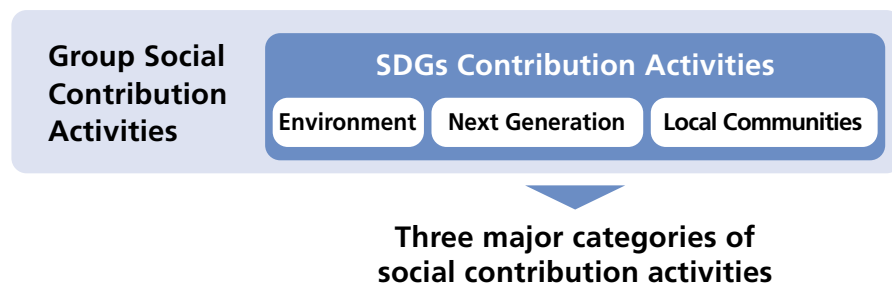 Group Social
Contribution
Activities
SDGs Contribution Activities
Environment
Next Generation
Local Communities
Three major categories of
social contribution activities